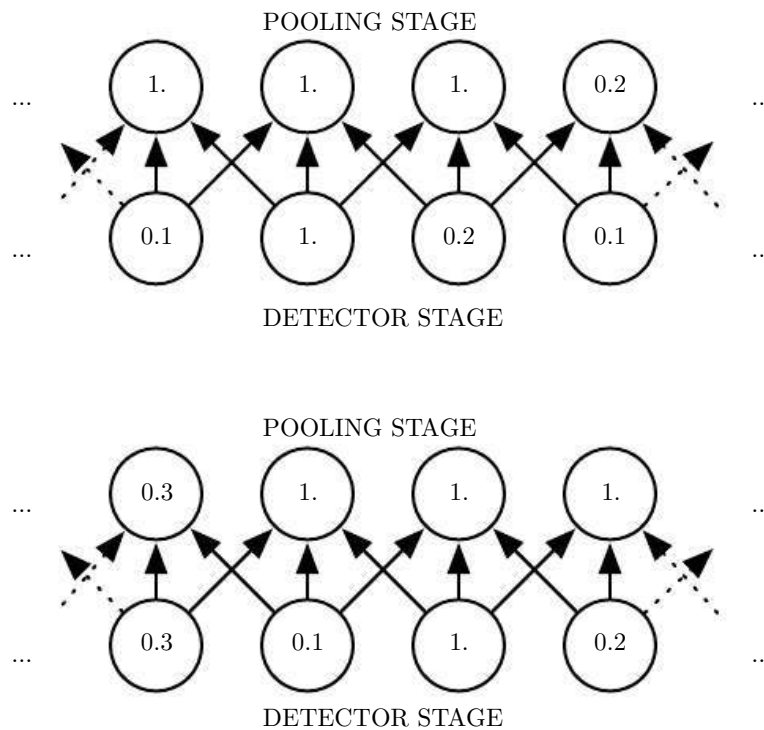 POOLING STAGE
... 1. 1. 1. 0.2 ..
... 0.1 1. 0.2 0.1 ..
DETECTOR STAGE
POOLING STAGE
... 0.3 1. 1. 1. ..
... 0.3 0.1 1. 0.2 ..
DETECTOR STAGE